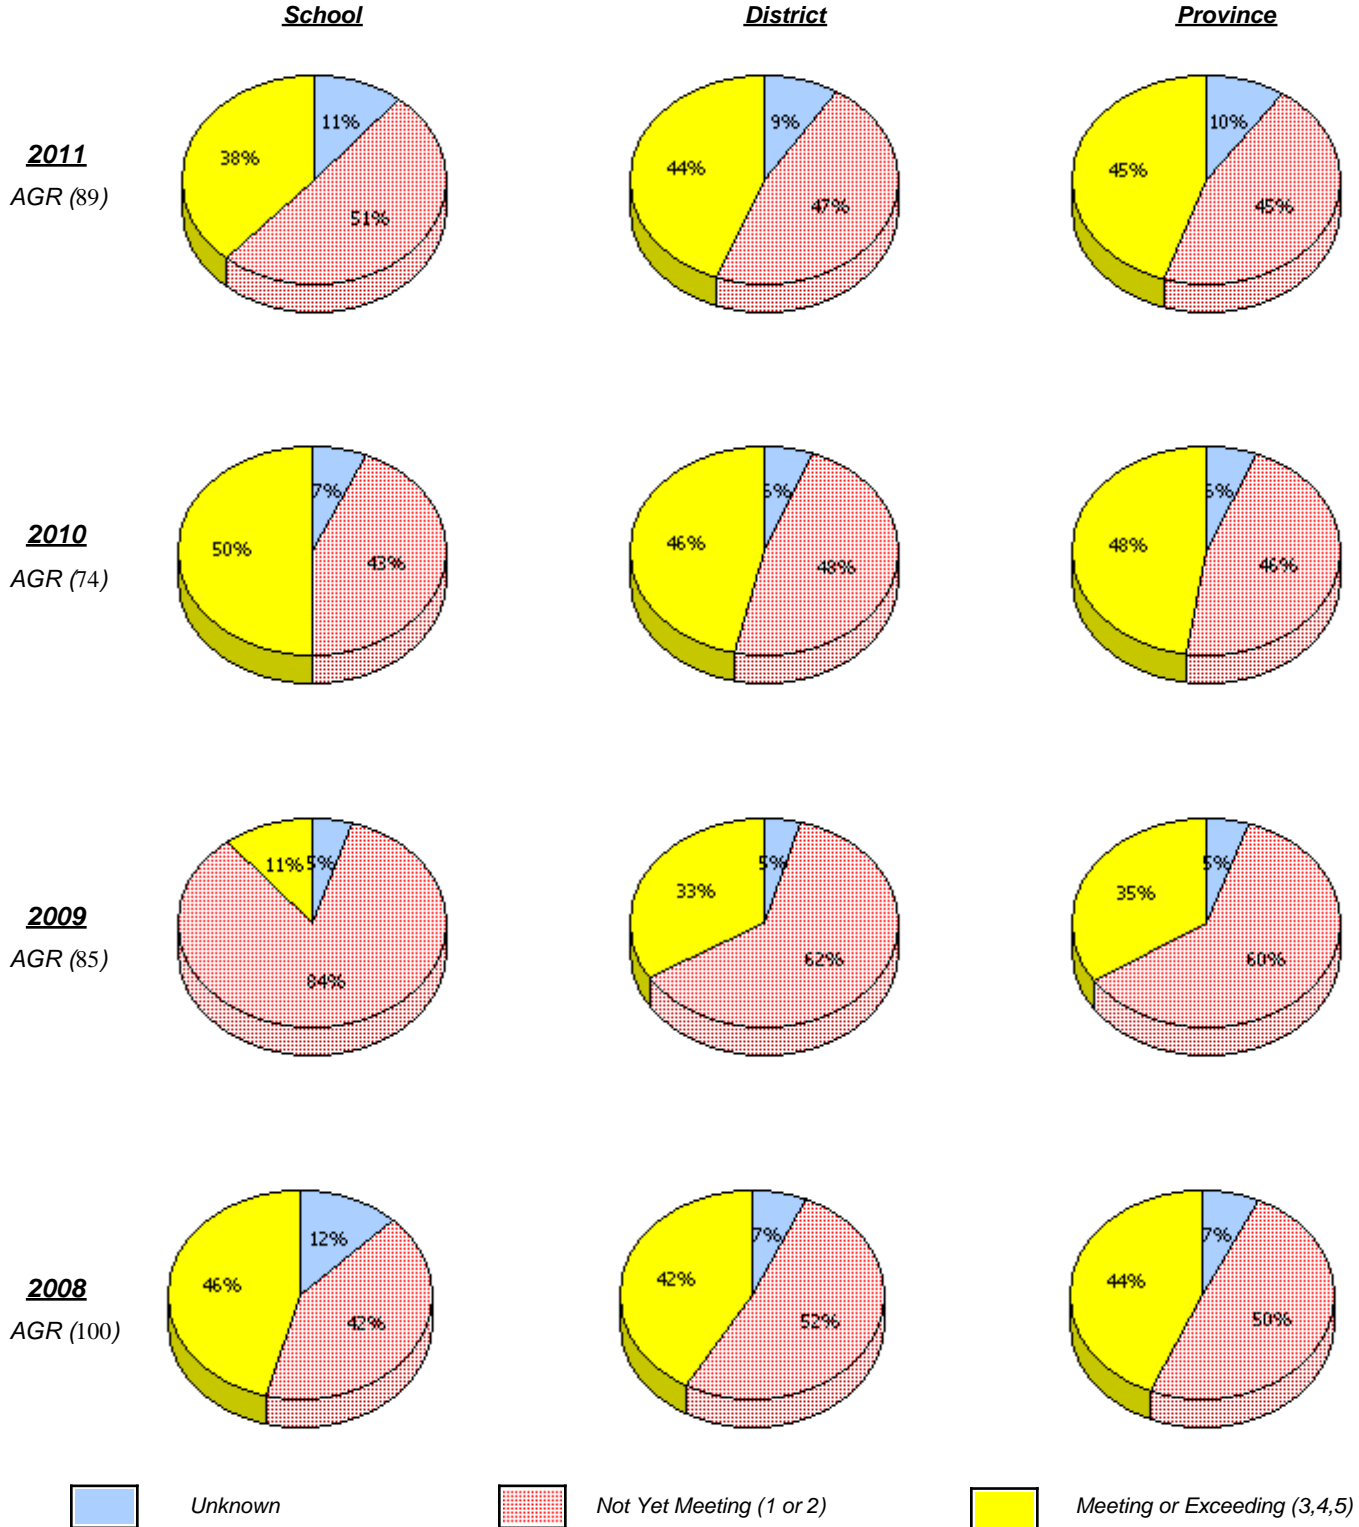 School District Province
11% 9% 10%
2011
38% 44% 45%
AGR (89)
51% 47% 45%
7%
2010
50% 46% 48%
AGR (74)
43% 48% 46%
11% 5% 5% 5%
33% 35%
2009
AGR (85)
84% 62% 60%
12% 7% 7%
2008
46% 42% 44%
AGR (100)
42% 52% 50%
Unknown Not Yet Meeting (1 or 2) Meeting or Exceeding (3,4,5)